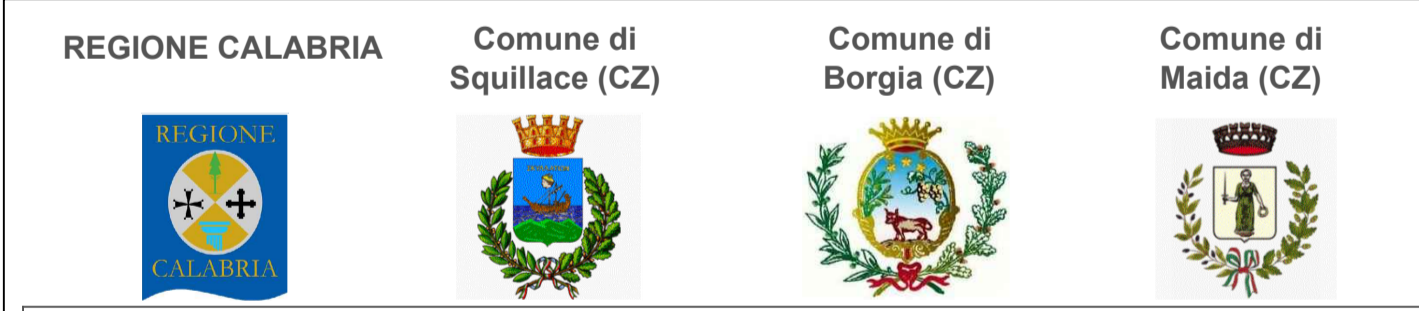 REGIONE CALABRIA
Comune di
Squillace (CZ)
Comune di
Borgia (CZ)
Comune di
Maida (CZ)
REGIONE
CALABRIA